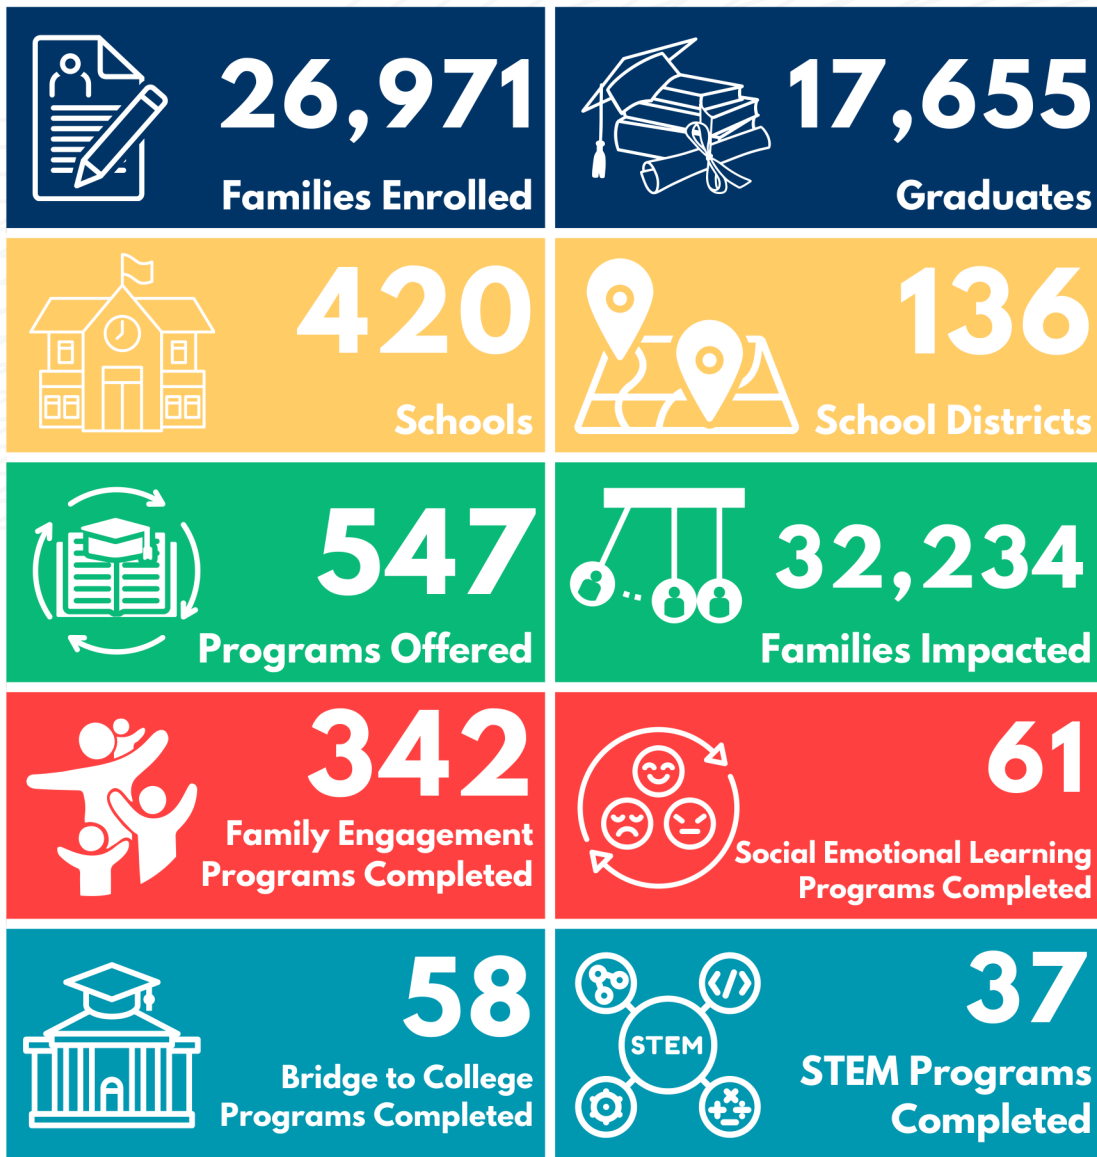 26,971
Families Enrolled
17,655
Graduates
420
Schools
136
School Districts
547
Programs Offered
32,234
Families Impacted
342
Family Engagement
Programs Completed
61
Social Emotional Learning
Programs Completed
58
Bridge to College
Programs Completed
STEM
37
STEM Programs
Completed